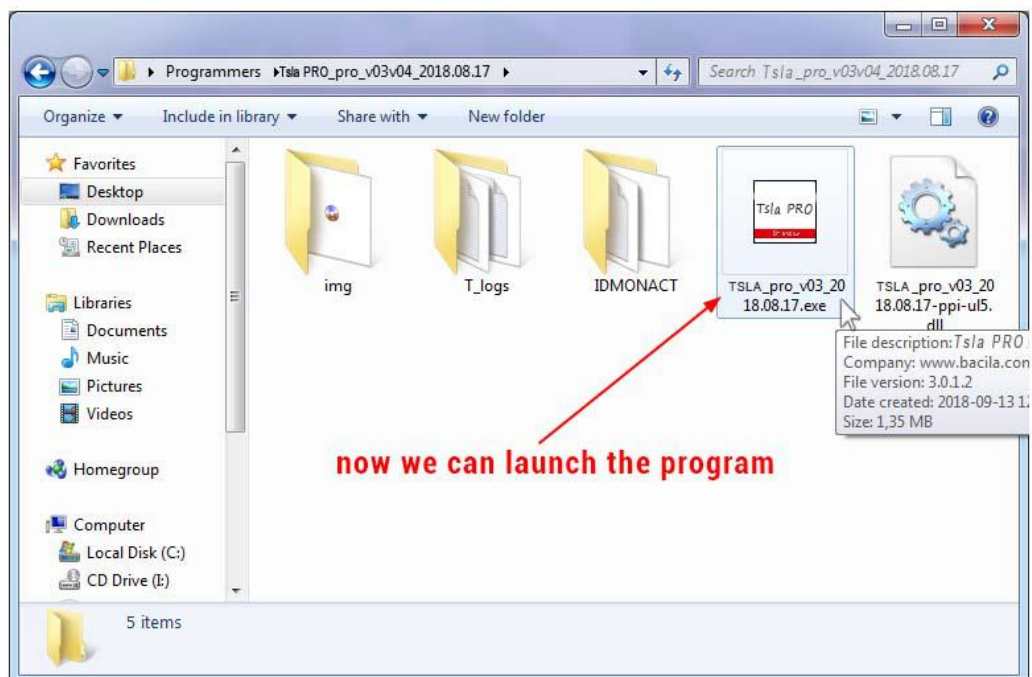 Programmers
Tsla PRO_pro_v03v04_2018.08.17
Search Tsla_pro_v03v04_2018.08.17
Organize
Include in library
Share with
New folder
Favorites
Desktop
Downloads
Recent Places
Libraries
Documents
Music
Pictures
Videos
Homegroup
Computer
Local Disk (C:)
CD Drive (I:)
img
T_logs
IDMONACT
Tsla PRO
TSLA_pro_v03_20
18.08.17.exe
TSLA_pro_v03_20
18.08.17-ppi-ul5.
dll
File description:Tsla PRO
Company: www.bacila.con
File version: 3.0.1.2
Date created: 2018-09-13 12
Size: 1,35 MB
now we can launch the program
5 items